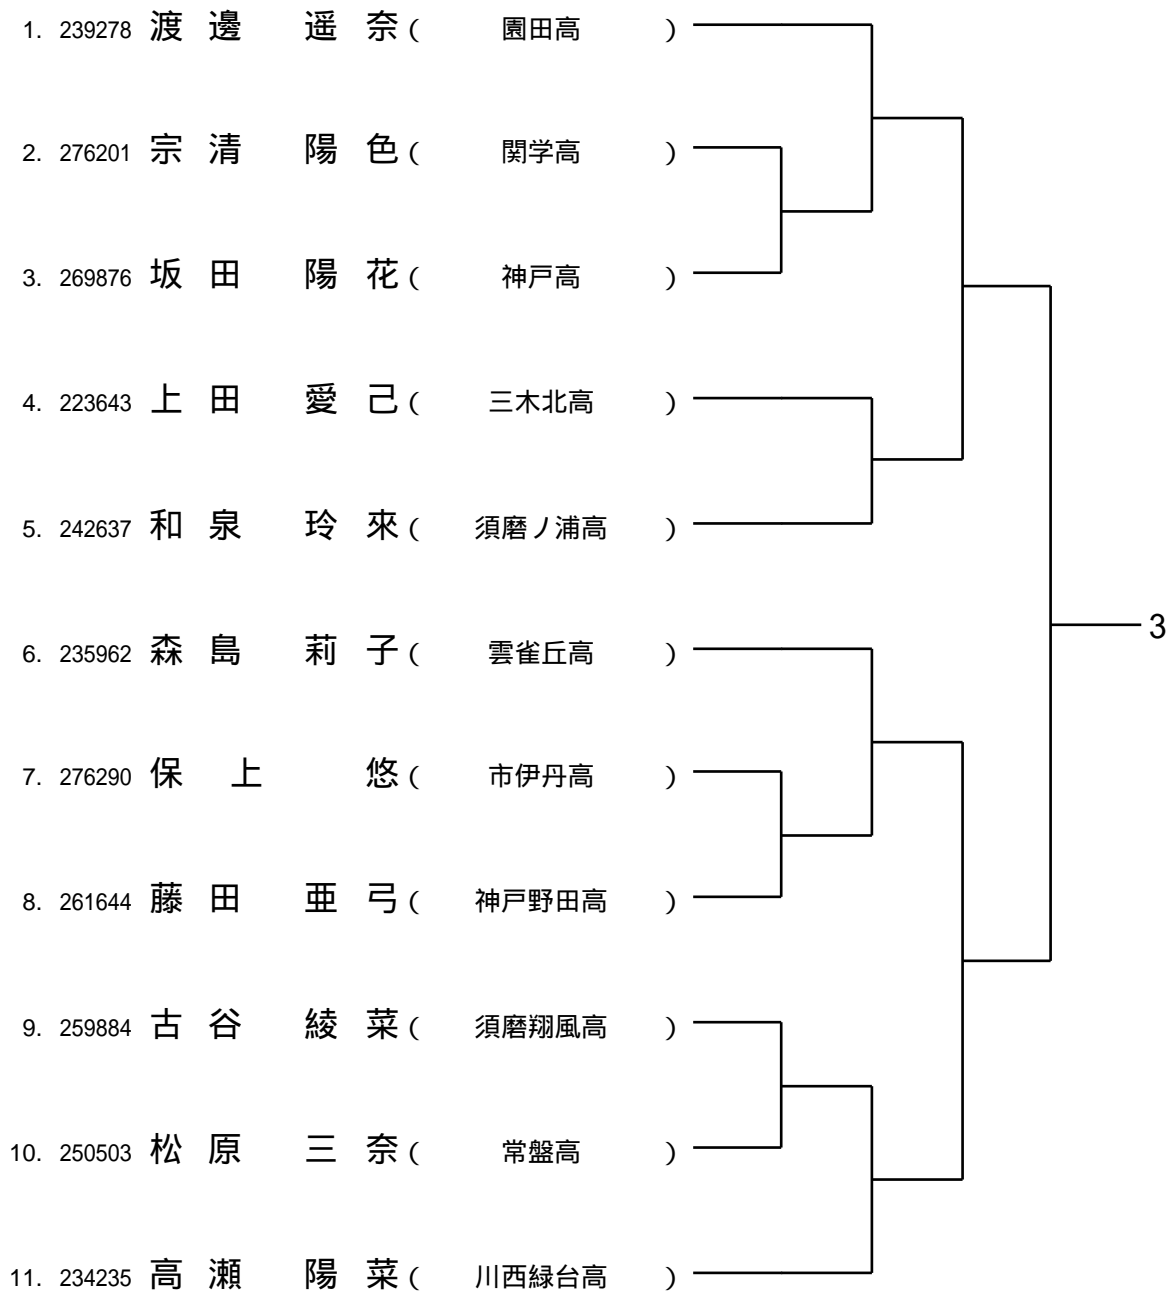 1. 239278 渡邊 遥奈 ( 園田高 )
2. 276201 宗清 陽色 ( 関学高 )
3. 269876 坂田 陽花 ( 神戸高 )
4. 223643 上田 愛己 ( 三木北高 )
5. 242637 和泉 玲來 ( 須磨ノ浦高 )
3
6. 235962 森島 莉子 ( 雲雀丘高 )
7. 276290 保上 悠 ( 市伊丹高 )
8. 261644 藤田 亜弓 ( 神戸野田高 )
9. 259884 古谷 綾菜 ( 須磨翔風高 )
10. 250503 松原 三奈 ( 常盤高 )
11. 234235 高瀬 陽菜 ( 川西緑台高 )